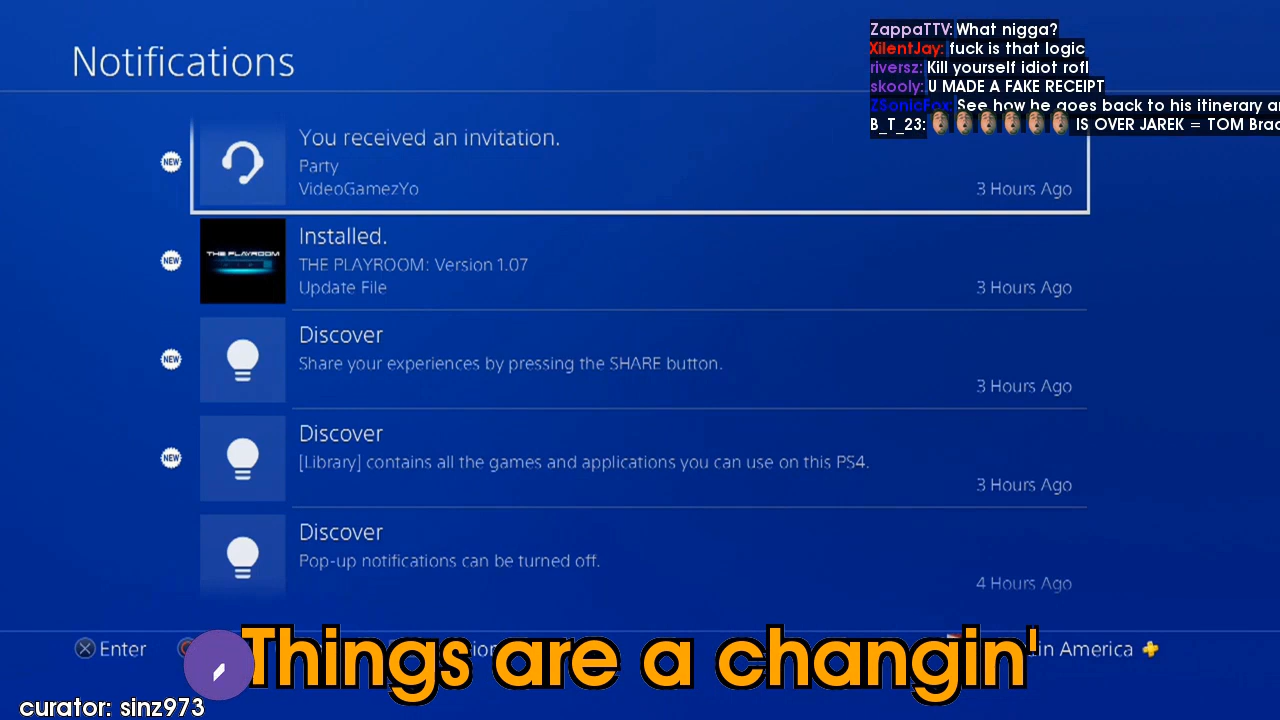 Notifications
ZappaTTV: What nigga?
XilentJay: fuck is that logic
riversz: Kill yourself idiot rofl
skooly: U MADE A FAKE RECEIPT
ZSonicFox: See how he goes back to his itinerary
B_T_23: IS OVER JAREK = TOM
NEW
You received an invitation.
Party
VideoGamezYo
3 Hours Ago
NEW
THE PLAYROOM
Installed.
THE PLAYROOM: Version 1.07
Update File
3 Hours Ago
NEW
Discover
Share your experiences by pressing the SHARE button.
3 Hours Ago
NEW
Discover
[Library] contains all the games and applications you can use on this PS4.
3 Hours Ago
Discover
Pop-up notifications can be turned off.
4 Hours Ago
Enter
America
Things are a changin'
curator: sinz973